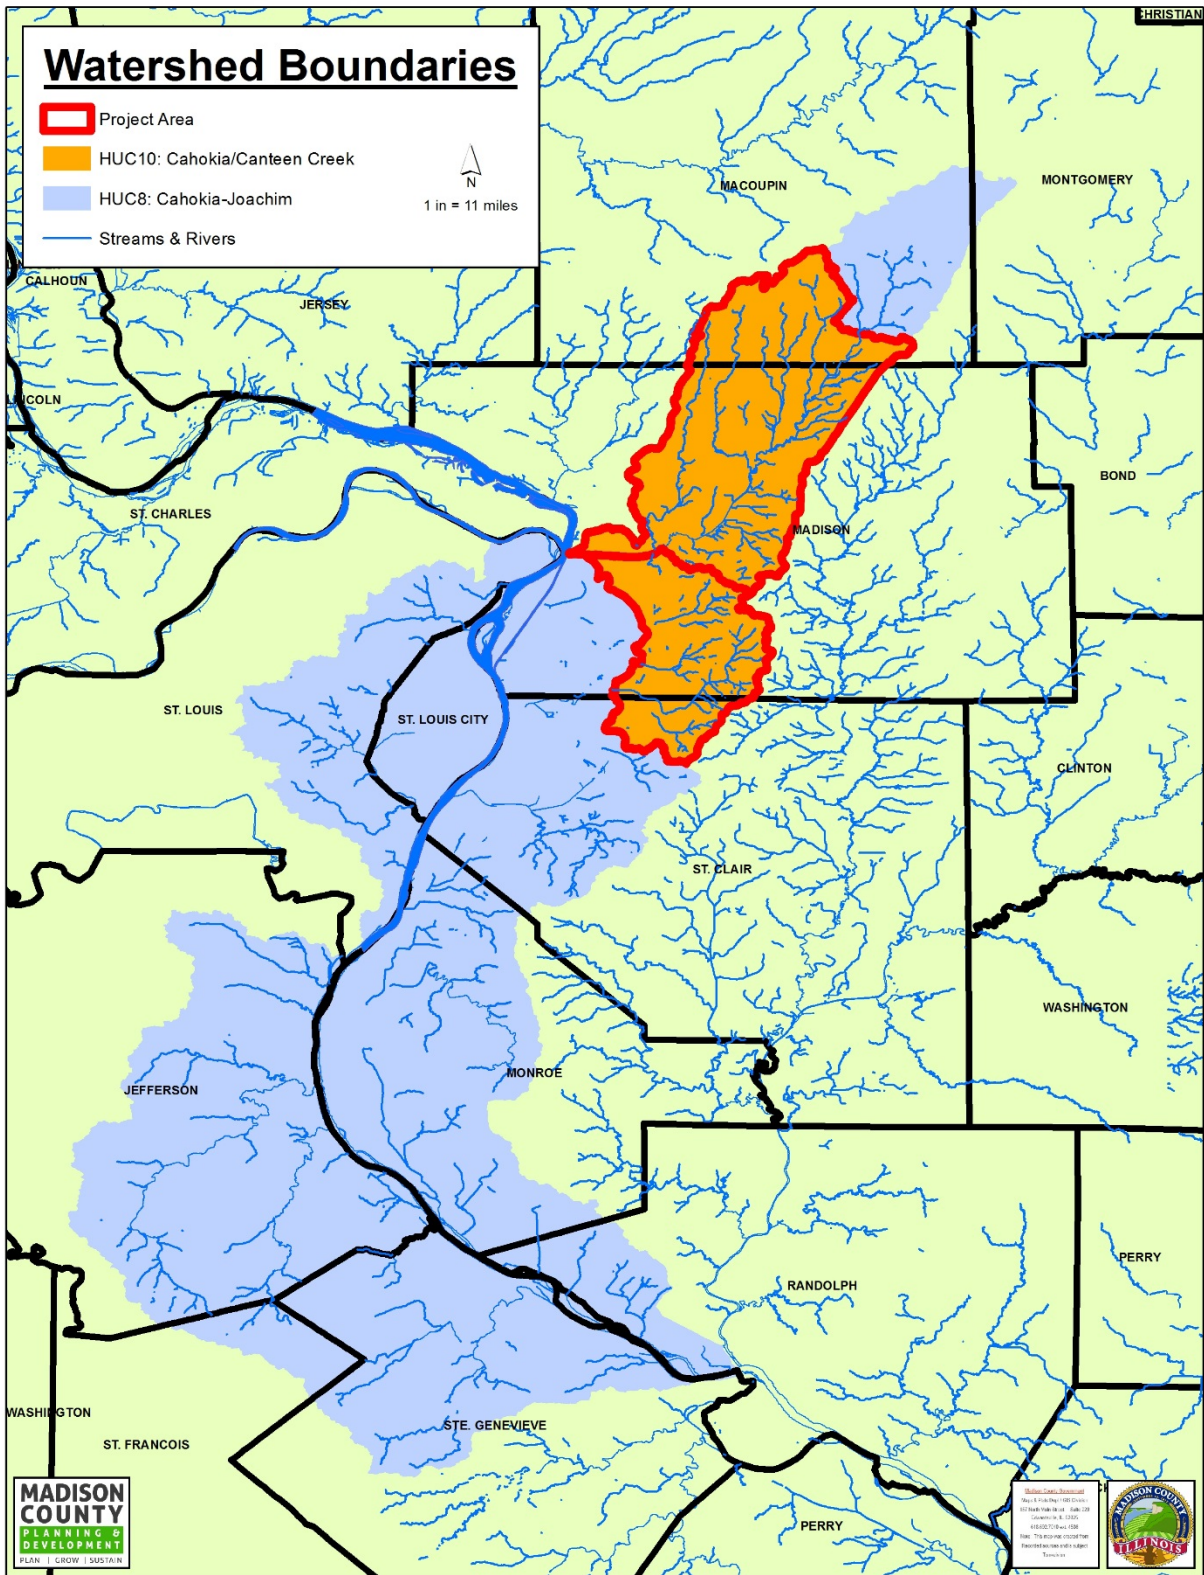 CHRISTIAN
Watershed Boundaries
Project Area
HUC10: Cahokia/Canteen Creek
HUC8: Cahokia-Joachim
Streams & Rivers
N
1 in = 11 miles
MACOUPIN
MONTGOMERY
CALHOUN
JERSEY
LINCOLN
BOND
ST. CHARLES
MADISON
ST. LOUIS
ST. LOUIS CITY
CLINTON
ST. CLAIR
WASHINGTON
MONROE
JEFFERSON
PERRY
RANDOLPH
WASHINGTON
STE. GENEVIEVE
ST. FRANCOIS
PERRY
MADISON
COUNTY
PLANNING &
DEVELOPMENT
PLAN | GROW | SUSTAIN
MADISON COUNTY
ILLINOIS